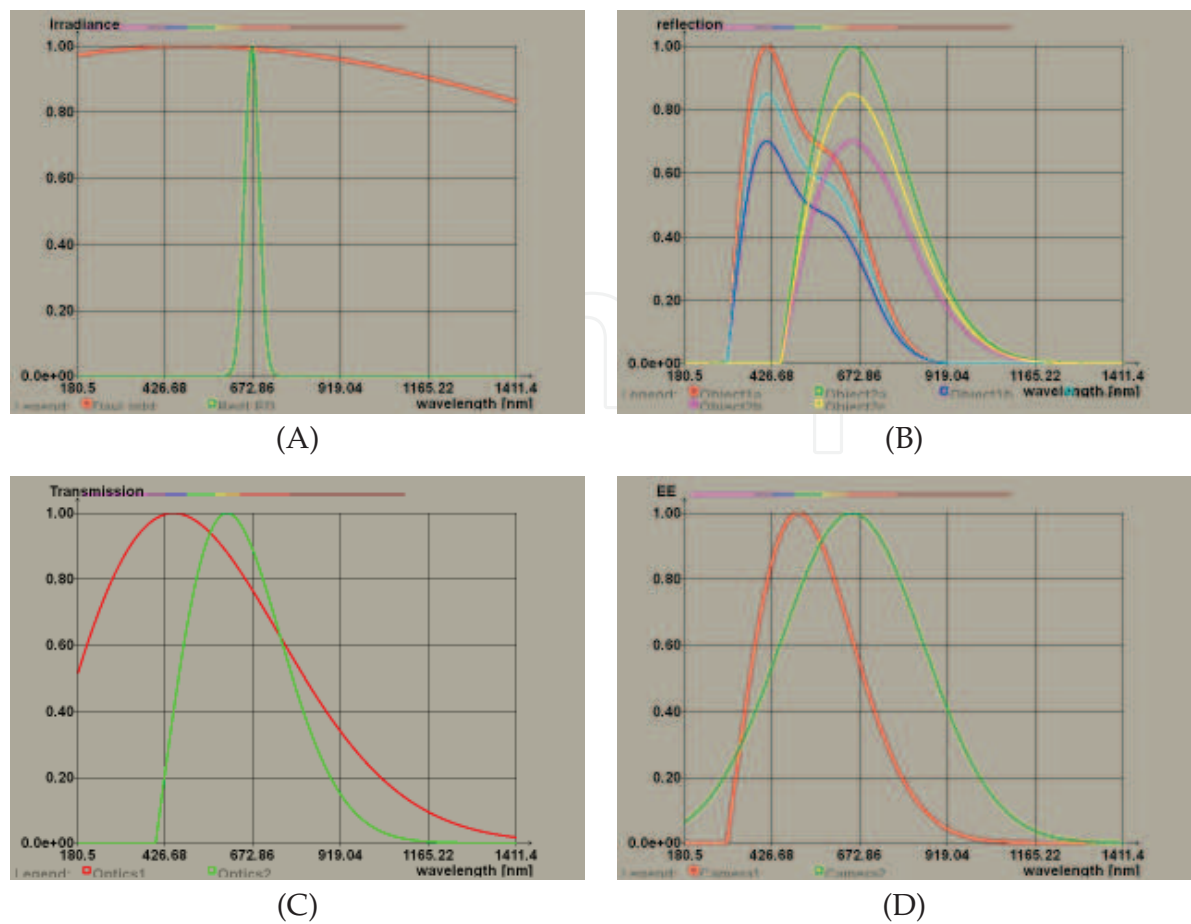 Irradiance
1.00
0.80
0.60
0.40
0.20
0.0e+00
180.5 426.68 672.86 919.04 1165.22 1411.4
wavelength [nm]
(A)
reflection
1.00
0.80
0.60
0.40
0.20
0.0e+00
180.5 426.68 672.86 919.04 1165.22 1411.4
Legend: Object1a Object2a Object1b wavelength [nm]
Object2b Object2c
(B)
Transmission
1.00
0.80
0.60
0.40
0.20
0.0e+00
180.5 426.68 672.86 919.04 1165.22 1411.4
wavelength [nm]
Legend: Optics1 Optics2
(C)
EE
1.00
0.80
0.60
0.40
0.20
0.0e+00
180.5 426.68 672.86 919.04 1165.22 1411.4
wavelength [nm]
Legend: Camera1 Camera2
(D)